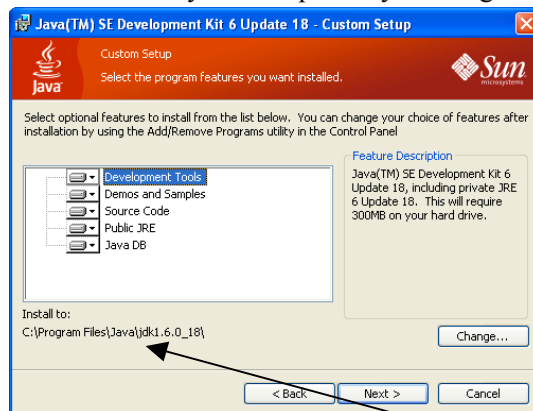 Java(TM) SE Development Kit 6 Update 18 - Custom Setup
Custom Setup
Select the program features you want installed.
Java
Sun
microsystems
Select optional features to install from the list below. You can change your choice of features after
installation by using the Add/Remove Programs utility in the Control Panel
Development Tools
Demos and Samples
Source Code
Public JRE
Java DB
Feature Description
Java(TM) SE Development Kit 6
Update 18, including private JRE
6 Update 18. This will require
300MB on your hard drive.
Install to:
C:\Program Files\Java\jdk1.6.0_18\
Change...
< Back
Next >
Cancel